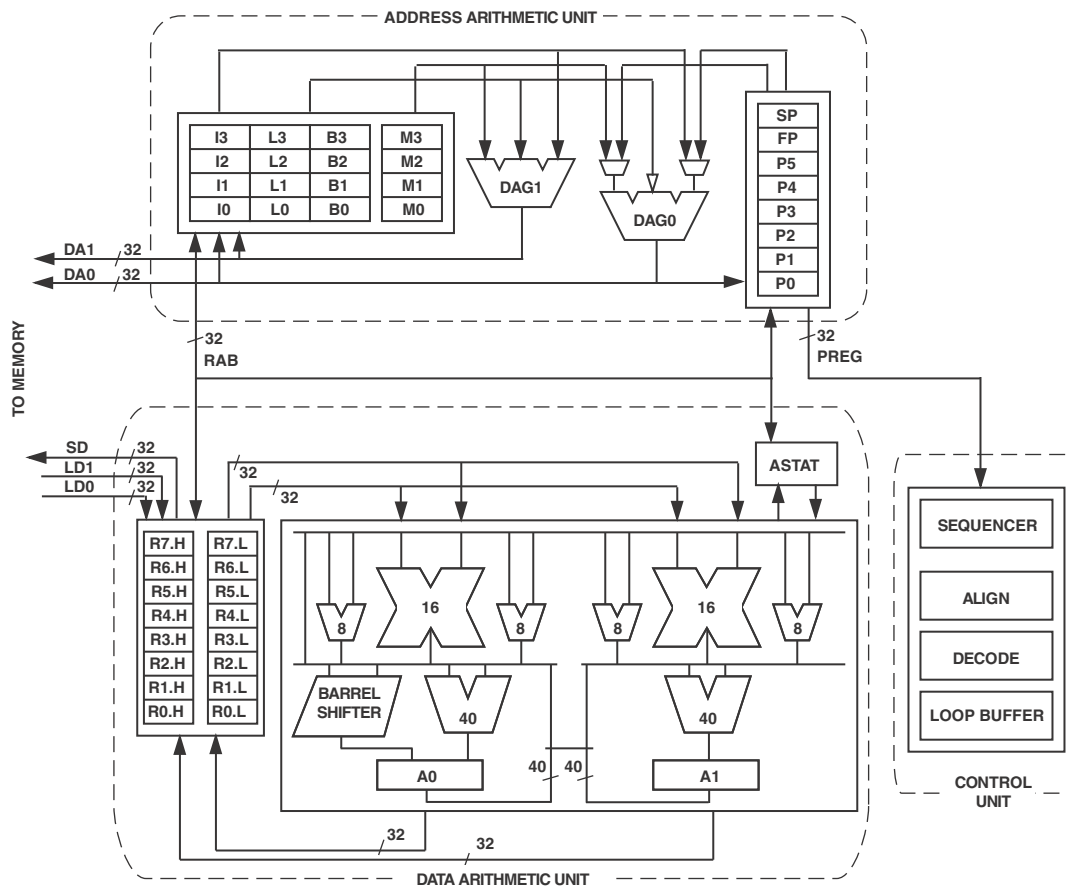 ADDRESS ARITHMETIC UNIT
I3 L3 B3 M3
I2 L2 B2 M2
I1 L1 B1 M1
I0 L0 B0 M0
DAG1
DAG0
SP
FP
P5
P4
P3
P2
P1
P0
DA1 32
DA0 32
TO MEMORY
32
RAB
32
PREG
SD 32
LD1 32
LD0 32
32
32
ASTAT
R7.H R7.L
R6.H R6.L
R5.H R5.L
R4.H R4.L
R3.H R3.L
R2.H R2.L
R1.H R1.L
R0.H R0.L
8 16 8 8 16 8
BARREL
SHIFTER
40 40
A0 40 40 A1
32
32
DATA ARITHMETIC UNIT
SEQUENCER
ALIGN
DECODE
LOOP BUFFER
CONTROL
UNIT